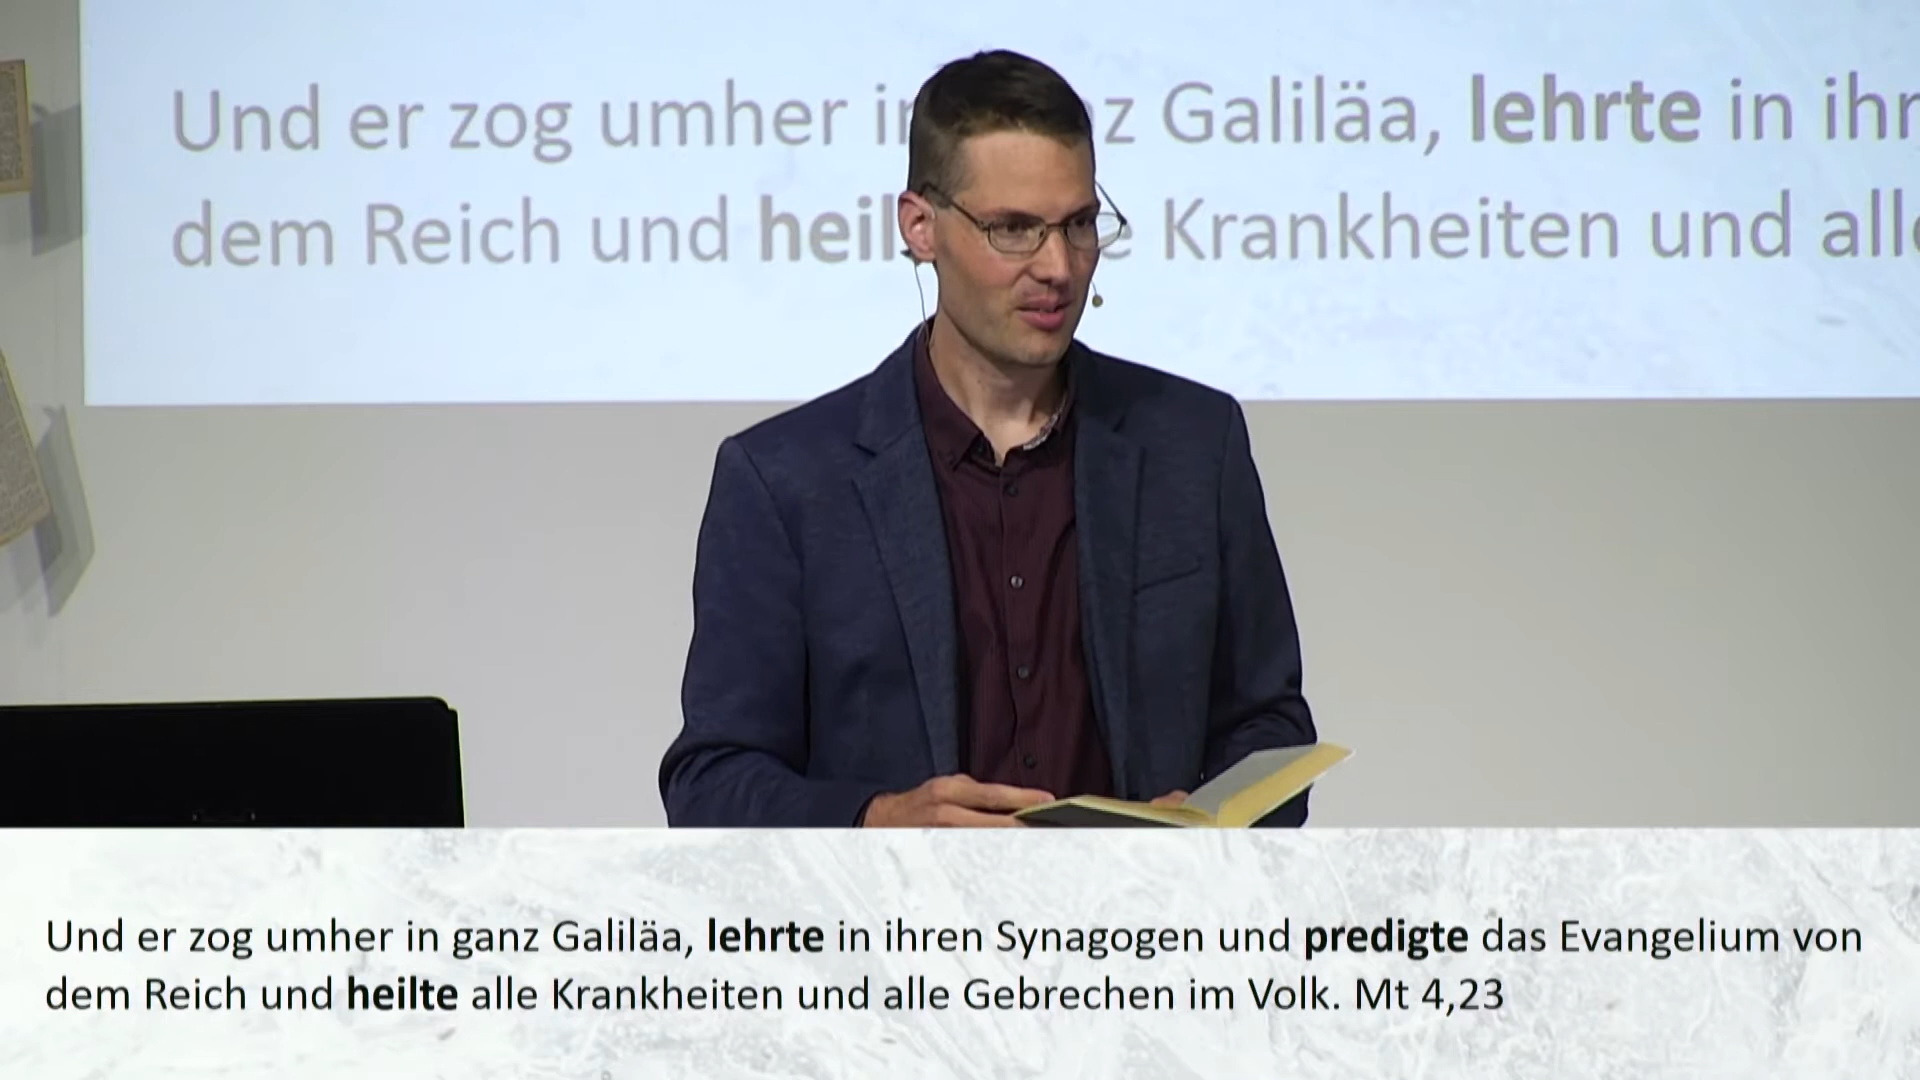 Und er zog umher z Galiläa, lehrte in
dem Reich und Krankheiten und
Und er zog umher in ganz Galiläa, lehrte in ihren Synagogen und predigte das Evangelium von
dem Reich und heilte alle Krankheiten und alle Gebrechen im Volk. Mt 4,23